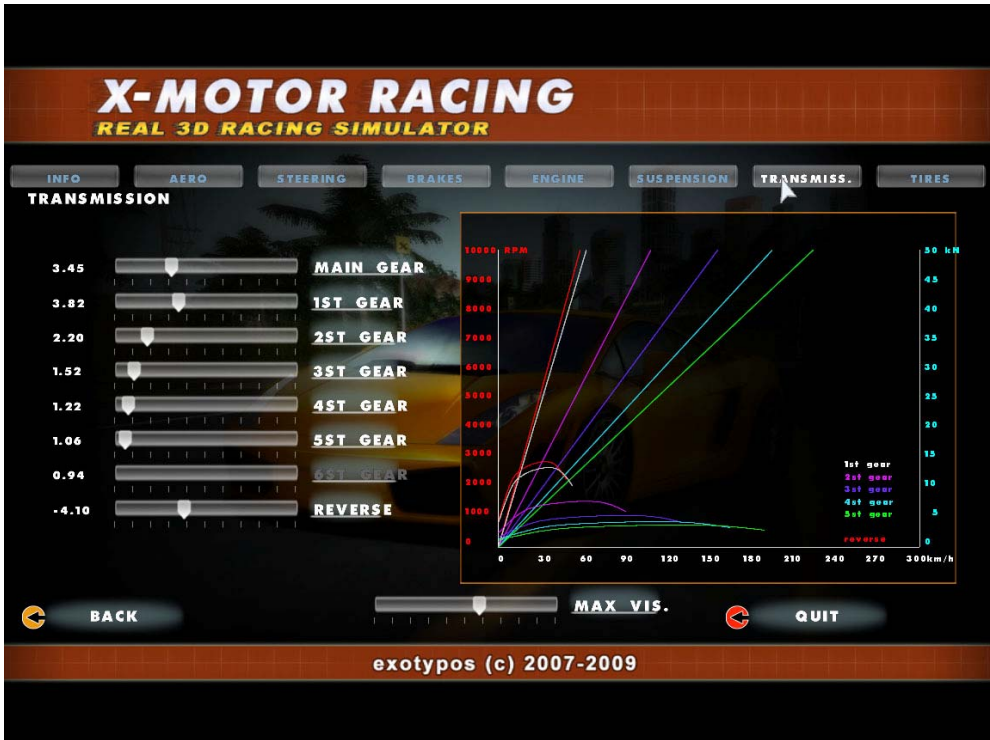 X-MOTOR RACING
REAL 3D RACING SIMULATOR
INFO AERO STEERING BRAKES ENGINE SUSPENSION TRANSMISS. TIRES
TRANSMISSION
3.45 MAIN GEAR
3.82 1ST GEAR
2.20 2ST GEAR
1.52 3ST GEAR
1.22 4ST GEAR
1.06 5ST GEAR
0.94 6ST GEAR
-4.10 REVERSE
10000 RPM
9000
8000
7000
6000
5000
4000
3000
2000
1000
0
50 kN
45
40
35
30
25
20
15
10
5
0
1st gear
2st gear
3st gear
4st gear
5st gear
reverse
0 30 60 90 120 150 180 210 240 270 300km/h
BACK MAX VIS. QUIT
exotypos (c) 2007-2009